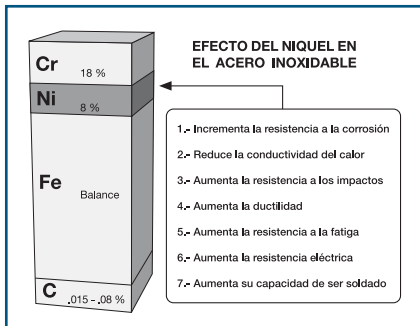 EFECTO DEL NIQUEL EN
EL ACERO INOXIDABLE
Cr
18 %
Ni
8 %
Fe
Balance
C
.015 - .08 %
1.- Incrementa la resistencia a la corrosión
2.- Reduce la conductividad del calor
3.- Aumenta la resistencia a los impactos
4.- Aumenta la ductilidad
5.- Aumenta la resistencia a la fatiga
6.- Aumenta la resistencia eléctrica
7.- Aumenta su capacidad de ser soldado